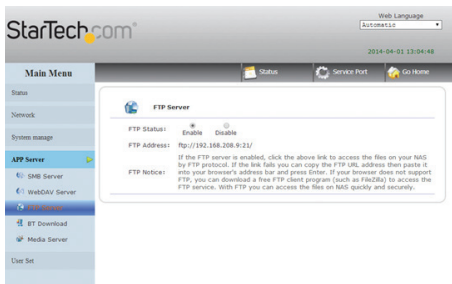 StarTech.com®
Web Language
Automatic
2014-04-01 13:04:48
Main Menu
Status
Service Port
Go Home
Status
Network
System manage
APP Server
SMB Server
WebDAV Server
BT Download
Media Server
User Set
FTP Server
FTP Status: Enable Disable
FTP Address: ftp://192.168.208.9:21/
FTP Notice: If the FTP server is enabled, click the above link to access the files on your NAS
by FTP protocol. If the link fails you can copy the FTP URL address then paste it
into your browser's address bar and press Enter. If your browser does not support
FTP, you can download a free FTP client program (such as FileZilla) to access the
FTP service. With FTP you can access the files on NAS quickly and securely.